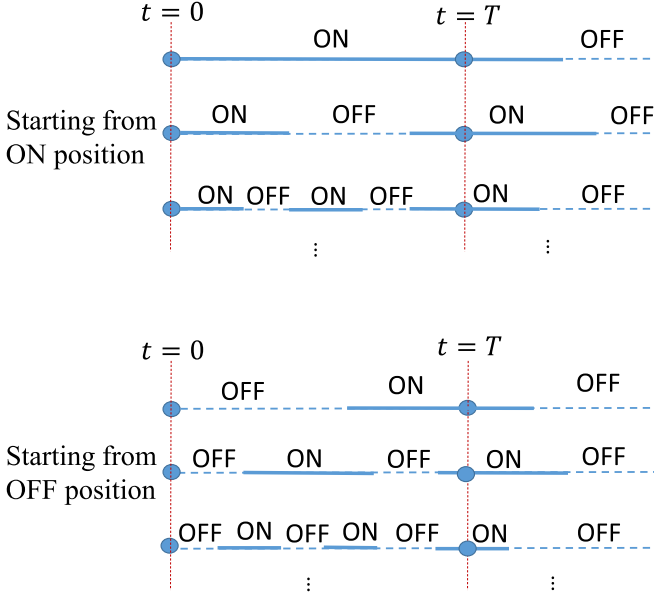 t = 0
t = T
ON
OFF
Starting from
ON position
ON
OFF
ON
OFF
ON
OFF
ON
OFF
ON
OFF
⋮
⋮
t = 0
t = T
OFF
ON
OFF
Starting from
OFF position
OFF
ON
OFF
ON
OFF
OFF
ON
OFF
ON
OFF
ON
OFF
⋮
⋮